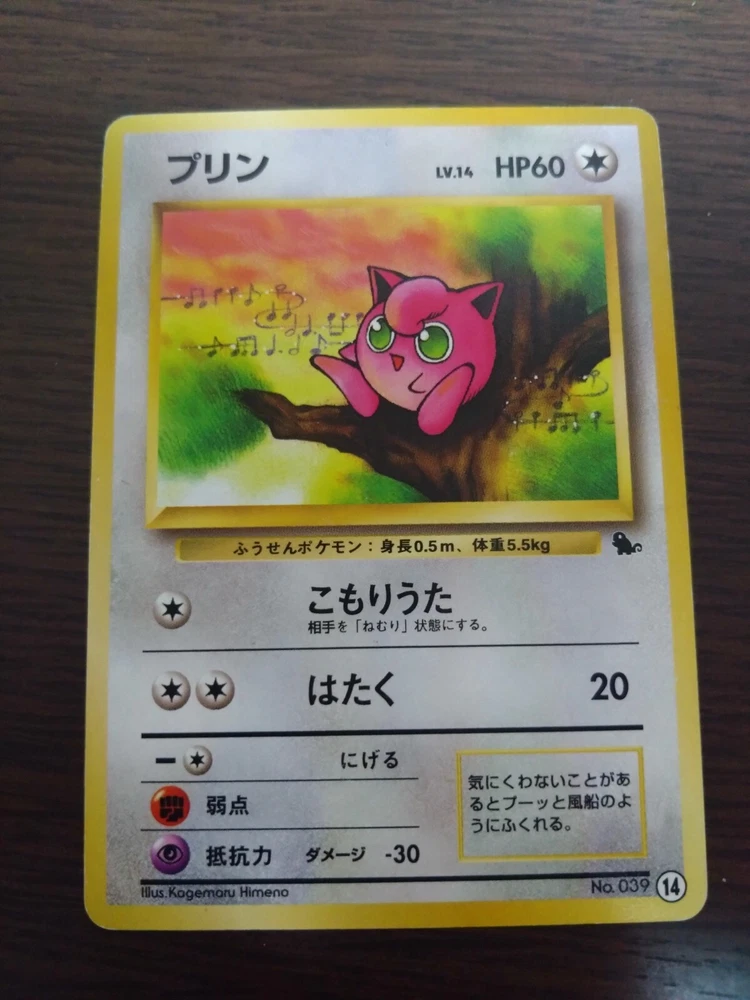 プリン LV.14 HP60
ふうせんポケモン：身長0.5m、体重5.5kg
こもりうた
相手を「ねむり」状態にする。
はたく 20
にげる
弱点
抵抗力 ダメージ -30
気にくわないことがあ
るとプーッと風船のよ
うにふくれる。
Illus.Kagemaru Himeno No. 039 14